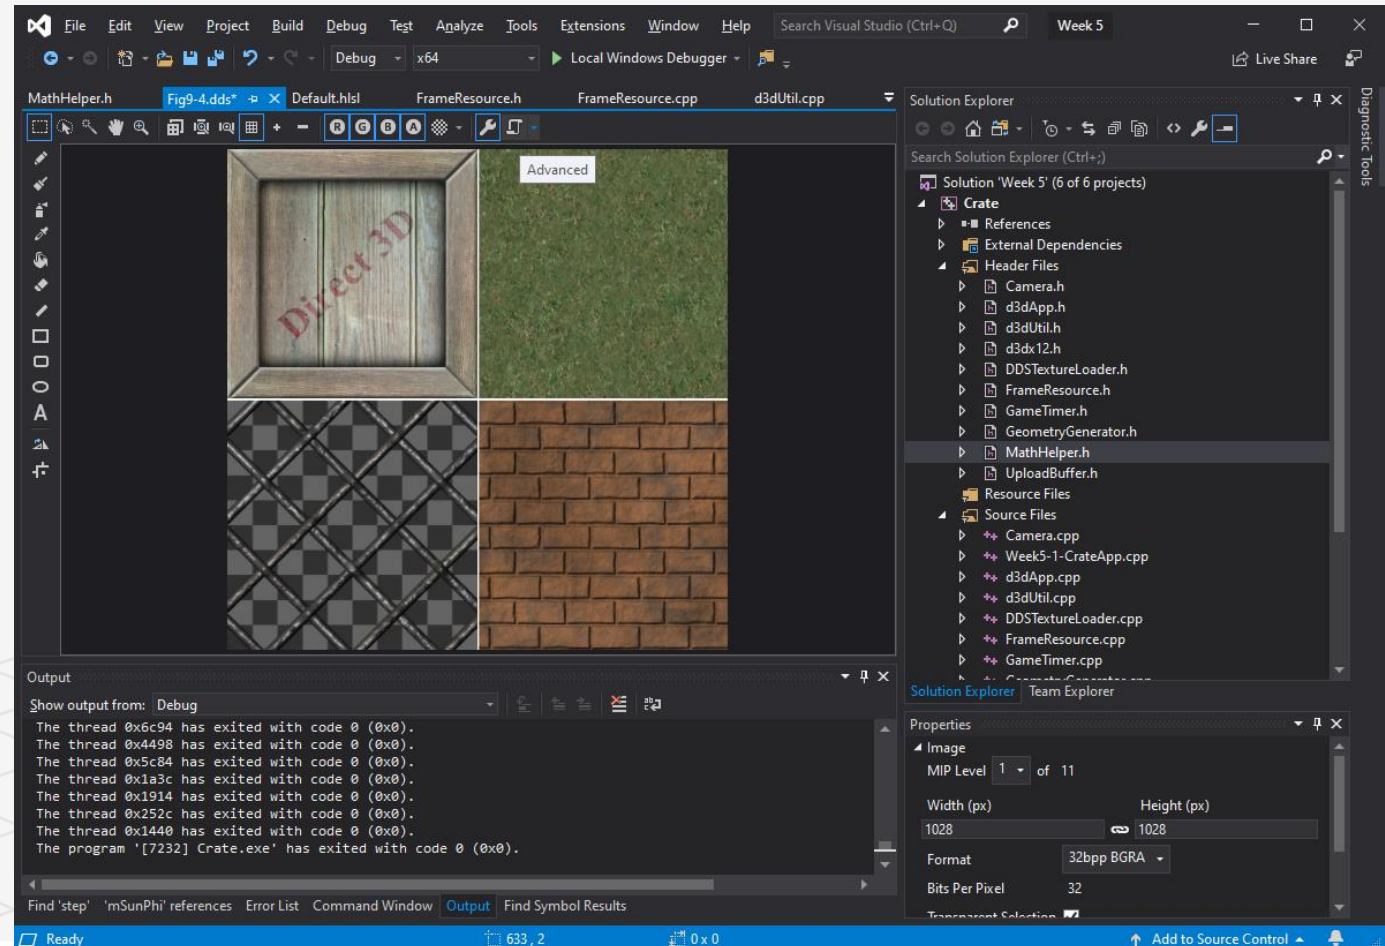 File Edit View Project Build Debug Test Analyze Tools Extensions Window Help Search Visual Studio (Ctrl+Q) Week 5
Debug x64 Local Windows Debugger Live Share
MathHelper.h Fig9-4.dds* Default.hlsl FrameResource.h FrameResource.cpp d3dUtil.cpp
R G B A
Advanced
Direct 3D
A
Output
Show output from: Debug
The thread 0x6c94 has exited with code 0 (0x0).
The thread 0x4498 has exited with code 0 (0x0).
The thread 0x5c84 has exited with code 0 (0x0).
The thread 0x1a3c has exited with code 0 (0x0).
The thread 0x1914 has exited with code 0 (0x0).
The thread 0x252c has exited with code 0 (0x0).
The thread 0x1440 has exited with code 0 (0x0).
The program '[7232] Crate.exe' has exited with code 0 (0x0).
Find 'step' 'mSunPhi' references Error List Command Window Output Find Symbol Results
Solution Explorer
Search Solution Explorer (Ctrl+;)
Solution 'Week 5' (6 of 6 projects)
Crate
References
External Dependencies
Header Files
Camera.h
d3dApp.h
d3dUtil.h
d3dx12.h
DDSTextureLoader.h
FrameResource.h
GameTimer.h
GeometryGenerator.h
MathHelper.h
UploadBuffer.h
Resource Files
Source Files
Camera.cpp
Week5-1-CrateApp.cpp
d3dApp.cpp
d3dUtil.cpp
DDSTextureLoader.cpp
FrameResource.cpp
GameTimer.cpp
Solution Explorer Team Explorer
Properties
Image
MIP Level 1 of 11
Width (px) Height (px)
1028 1028
Format 32bpp BGRA
Bits Per Pixel 32
Transparent Selection
Diagnostic Tools
Ready 633 , 2 0 x 0 Add to Source Control